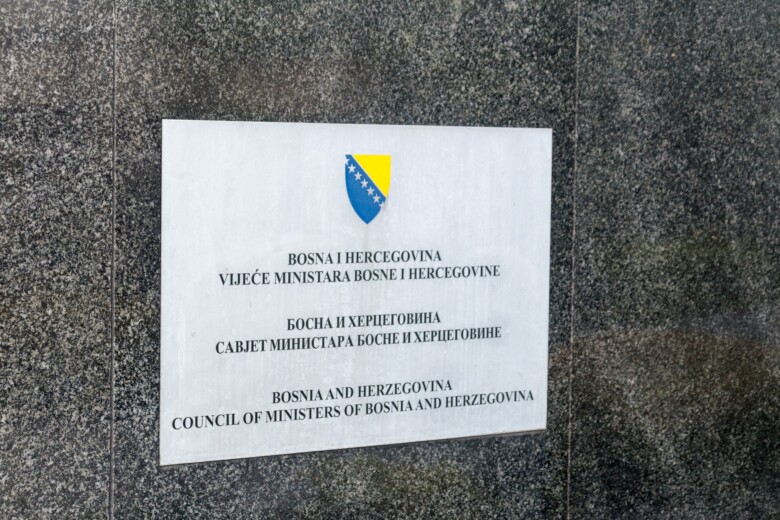 BOSNA I HERCEGOVINA
VIJEĆE MINISTARA BOSNE I HERCEGOVINE
БОСНА И ХЕРЦЕГОВИНА
САВЈЕТ МИНИСТАРА БОСНЕ И ХЕРЦЕГОВИНЕ
BOSNIA AND HERZEGOVINA
COUNCIL OF MINISTERS OF BOSNIA AND HERZEGOVINA